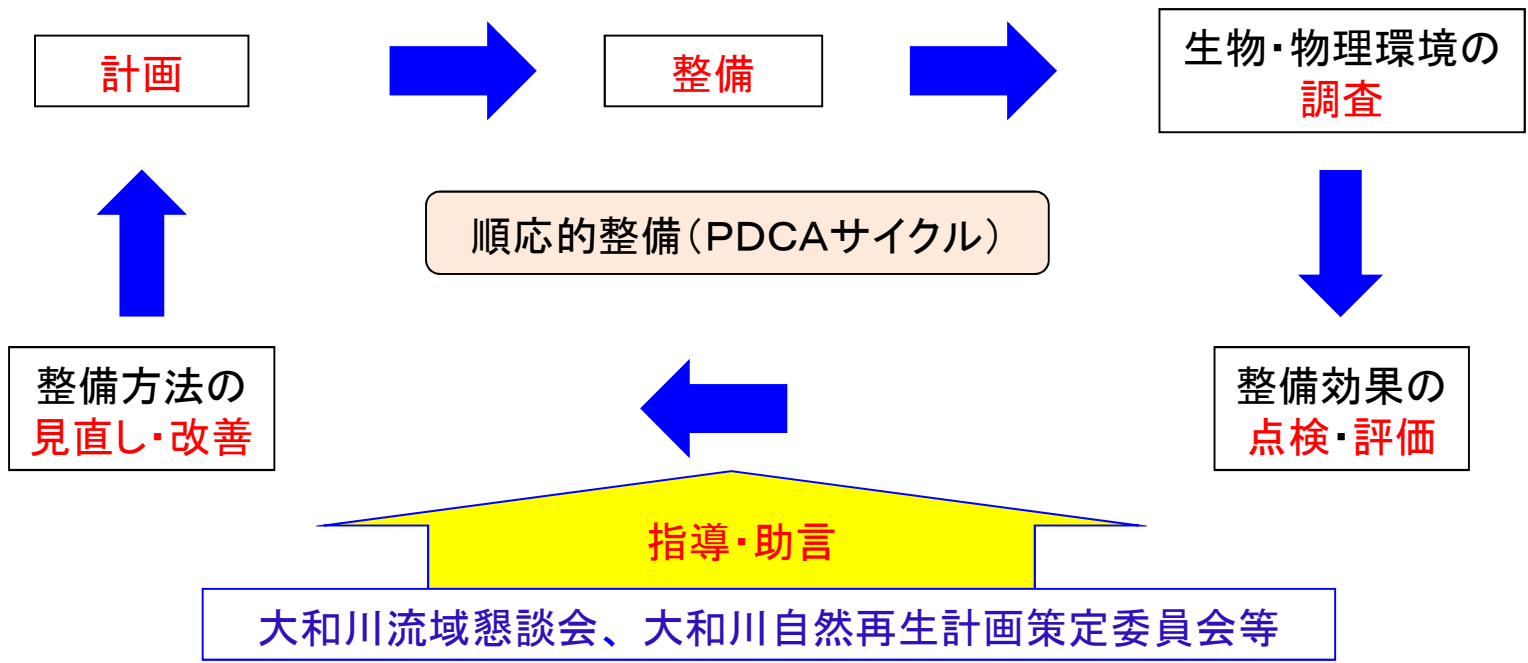 計画
整備
生物・物理環境の
調査
順応的整備（PDCAサイクル）
整備方法の
見直し・改善
整備効果の
点検・評価
指導・助言
大和川流域懇談会、大和川自然再生計画策定委員会等